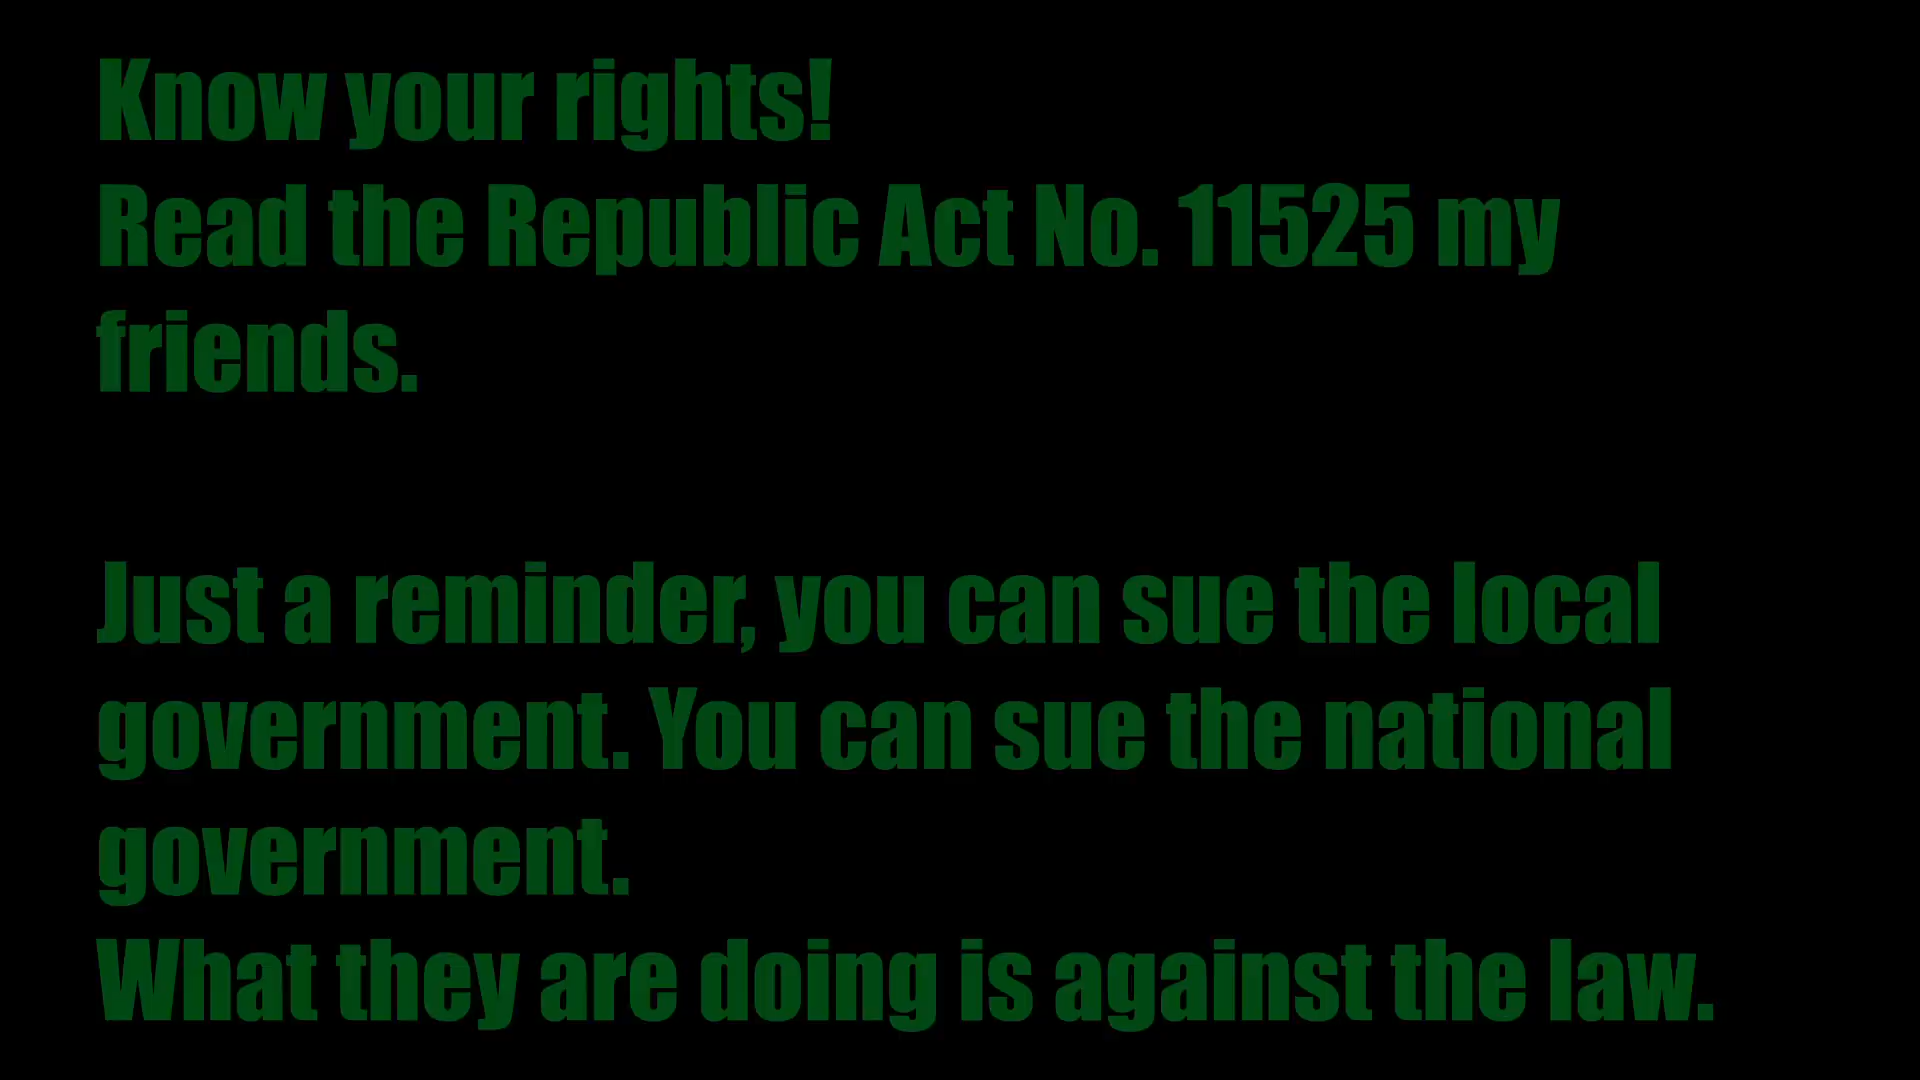 Know your rights!
Read the Republic Act No. 11525 my
friends.
Just a reminder, you can sue the local
government. You can sue the national
government.
What they are doing is against the law.